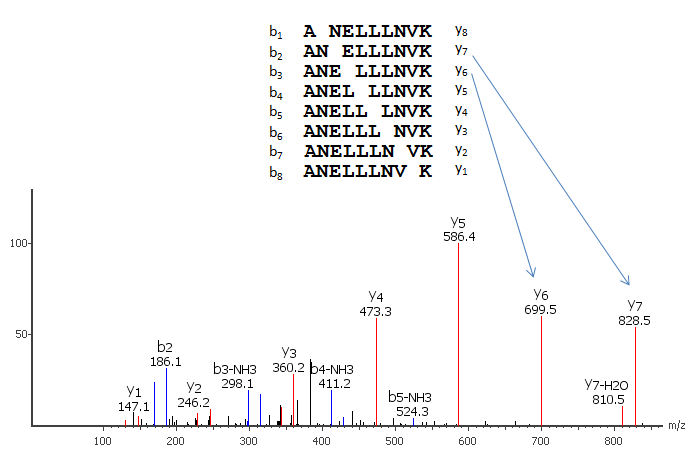 b1 A NELLLNVK y8
b2 AN ELLLNVK y7
b3 ANE LLLNVK y6
b4 ANEL LLNVK y5
b5 ANELL LNVK y4
b6 ANELLL NVK y3
b7 ANELLLN VK y2
b8 ANELLLNV K y1
100
50
y1
147.1
b2
186.1
y2
246.2
b3-NH3
298.1
y3
360.2
b4-NH3
411.2
y4
473.3
b5-NH3
524.3
y5
586.4
y6
699.5
y7
828.5
y7-H2O
810.5
100 200 300 400 500 600 700 800 m/z